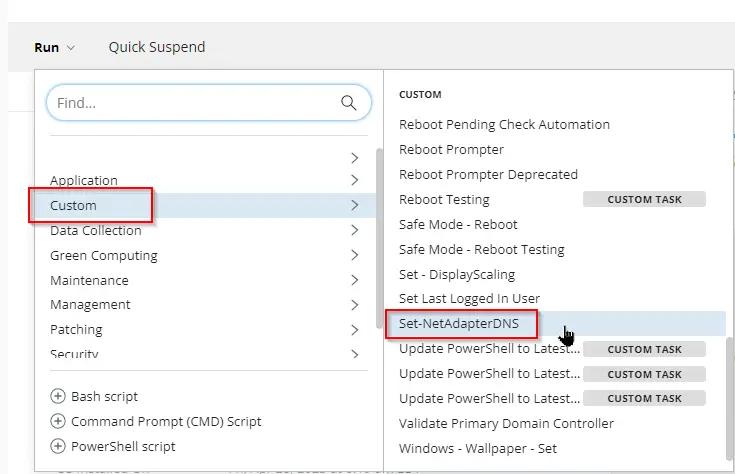 Run
Quick Suspend
Find...
Application
Custom
Data Collection
Green Computing
Maintenance
Management
Patching
Security
Bash script
Command Prompt (CMD) Script
PowerShell script
CUSTOM
Reboot Pending Check Automation
Reboot Prompter
Reboot Prompter Deprecated
Reboot Testing CUSTOM TASK
Safe Mode - Reboot
Safe Mode - Reboot Testing
Set - DisplayScaling
Set Last Logged In User
Set-NetAdapterDNS
Update PowerShell to Latest... CUSTOM TASK
Update PowerShell to Latest... CUSTOM TASK
Update PowerShell to Latest... CUSTOM TASK
Validate Primary Domain Controller
Windows - Wallpaper - Set